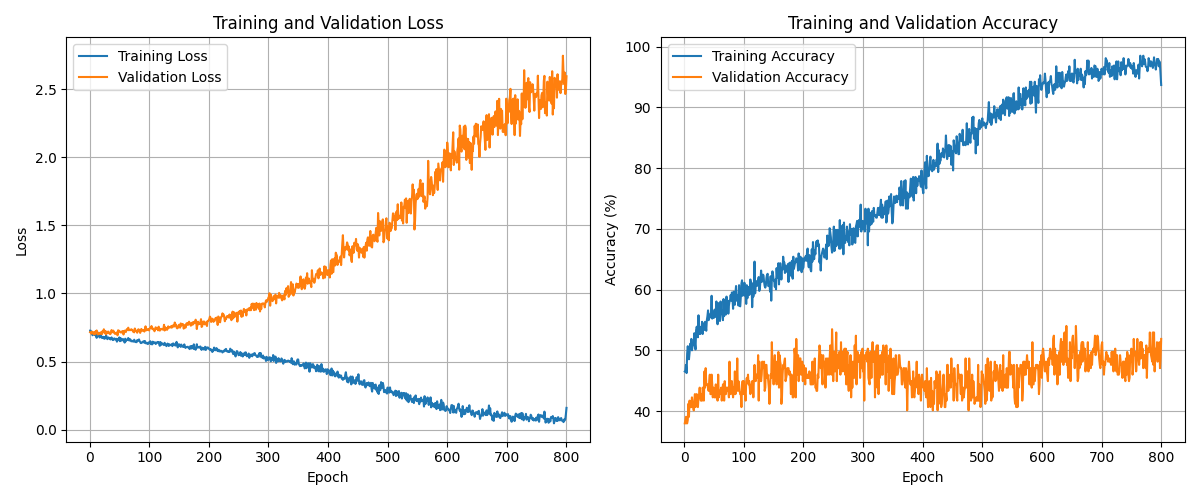 Training and Validation Loss
Training Loss
Validation Loss
2.5
2.0
1.5
1.0
0.5
0.0
Loss
0 100 200 300 400 500 600 700 800
Epoch
Training and Validation Accuracy
Training Accuracy
Validation Accuracy
100
90
80
70
60
50
40
Accuracy (%)
0 100 200 300 400 500 600 700 800
Epoch